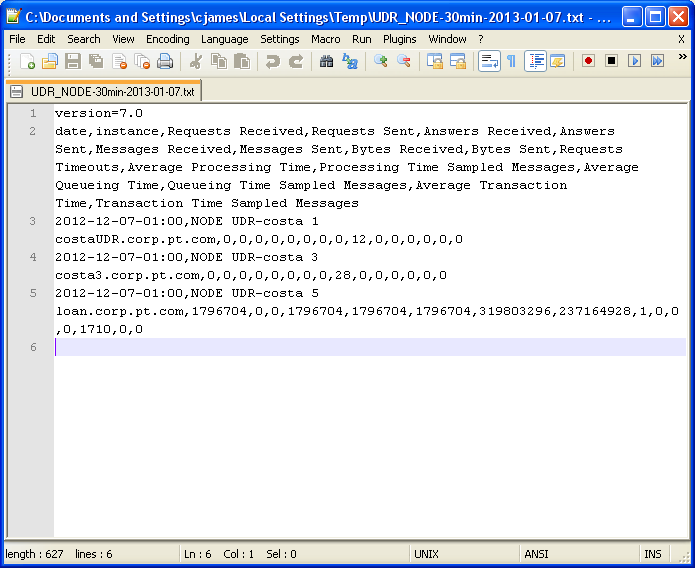 C:\Documents and Settings\cjames\Local Settings\Temp\UDR_NODE-30min-2013-01-07.txt - ...
File Edit Search View Encoding Language Settings Macro Run Plugins Window ? X
UDR_NODE-30min-2013-01-07.txt
1 version=7.0
2 date,instance,Requests Received,Requests Sent,Answers Received,Answers
Sent,Messages Received,Messages Sent,Bytes Received,Bytes Sent,Requests
Timeouts,Average Processing Time,Processing Time Sampled Messages,Average
Queueing Time,Queueing Time Sampled Messages,Average Transaction
Time,Transaction Time Sampled Messages
3 2012-12-07-01:00,NODE UDR-costa 1
costaUDR.corp.pt.com,0,0,0,0,0,0,0,0,12,0,0,0,0,0,0
4 2012-12-07-01:00,NODE UDR-costa 3
costa3.corp.pt.com,0,0,0,0,0,0,0,0,28,0,0,0,0,0,0
5 2012-12-07-01:00,NODE UDR-costa 5
loan.corp.pt.com,1796704,0,0,1796704,1796704,1796704,319803296,237164928,1,0,0
,0,1710,0,0
6
length : 627 lines : 6 Ln : 6 Col : 1 Sel : 0 UNIX ANSI INS